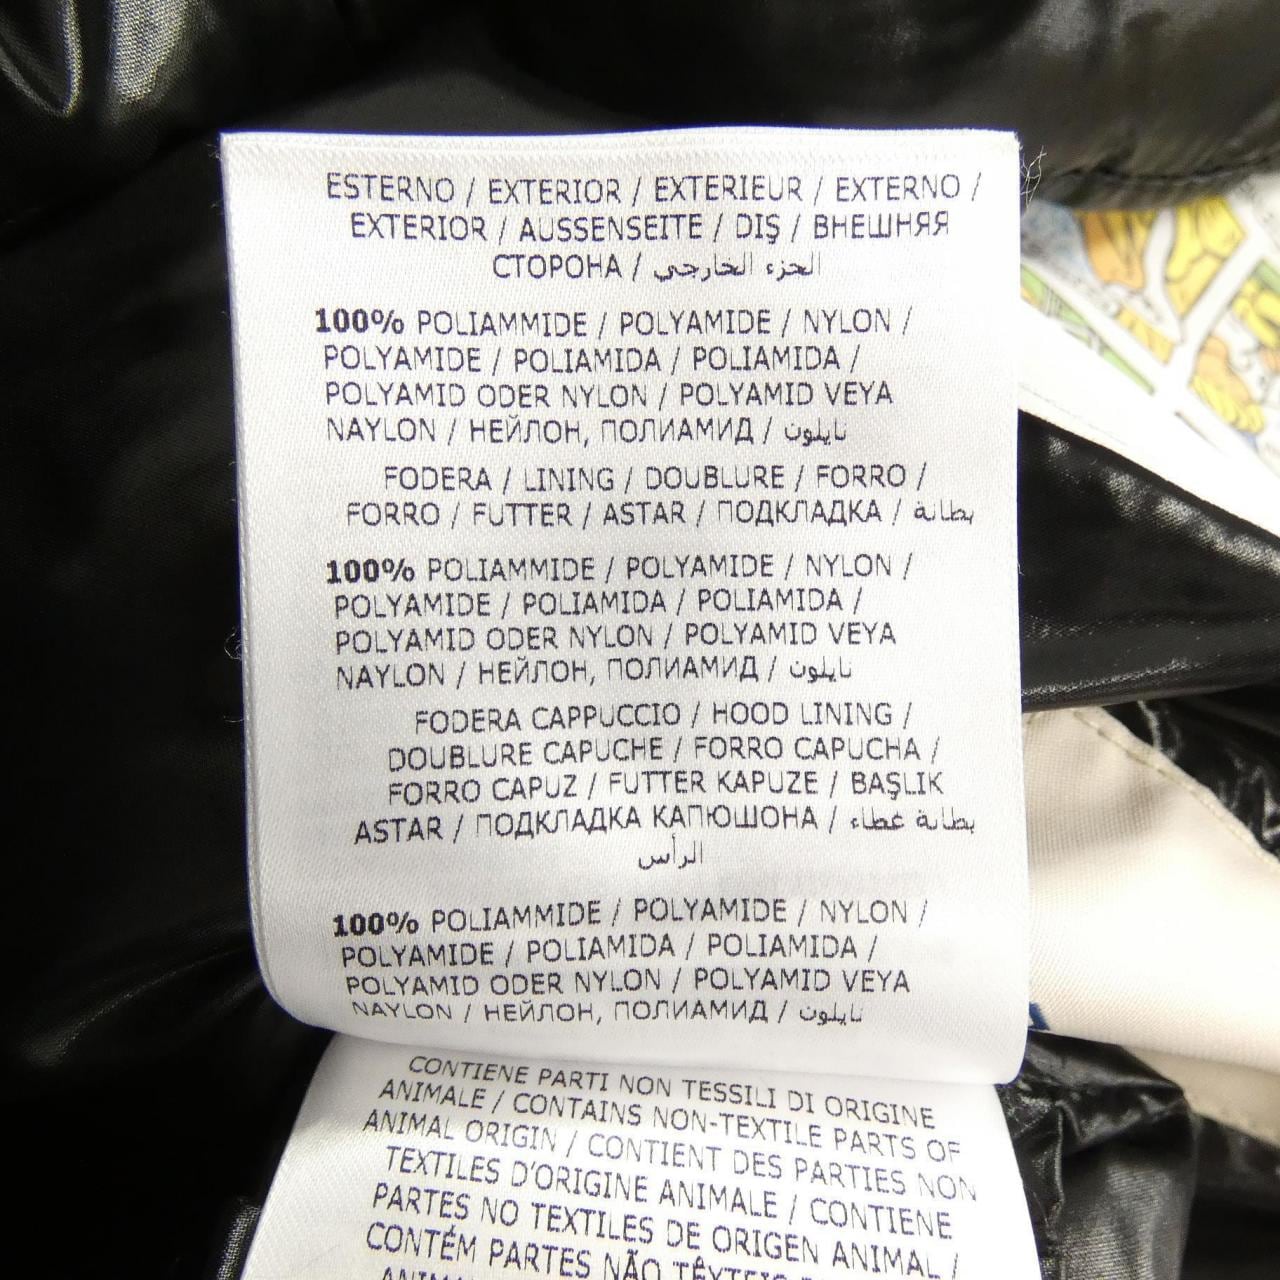 ESTERNO / EXTERIOR / EXTERIEUR / EXTERNO /
EXTERIOR / AUSSENSEITE / DIŞ / ВНЕШНЯЯ
СТОРОНА / الجزء الخارجي
100% POLIAMMIDE / POLYAMIDE / NYLON /
POLYAMIDE / POLIAMIDA / POLIAMIDA /
POLYAMID ODER NYLON / POLYAMID VEYA
NAYLON / НЕЙЛОН, ПОЛИАМИД / نايلون
FODERA / LINING / DOUBLURE / FORRO /
FORRO / FUTTER / ASTAR / ПОДКЛАДКА / بطانة
100% POLIAMMIDE / POLYAMIDE / NYLON /
POLYAMIDE / POLIAMIDA / POLIAMIDA /
POLYAMID ODER NYLON / POLYAMID VEYA
NAYLON / НЕЙЛОН, ПОЛИАМИД / نايلون
FODERA CAPPUCCIO / HOOD LINING /
DOUBLURE CAPUCHE / FORRO CAPUCHA /
FORRO CAPUZ / FUTTER KAPUZE / BAŞLIK
ASTAR / ПОДКЛАДКА КАПЮШОНА / بطانة غطاء
الرأس
100% POLIAMMIDE / POLYAMIDE / NYLON /
POLYAMIDE / POLIAMIDA / POLIAMIDA /
POLYAMID ODER NYLON / POLYAMID VEYA
NAYLON / НЕЙЛОН, ПОЛИАМИД / نايلون
CONTIENE PARTI NON TESSILI DI ORIGINE
ANIMALE / CONTAINS NON-TEXTILE PARTS OF
ANIMAL ORIGIN / CONTIENT DES PARTIES NON
TEXTILES D'ORIGINE ANIMALE / CONTIENE
PARTES NO TEXTILES DE ORIGEN ANIMAL /
CONTÉM PARTES NÃO TÊXTEIS